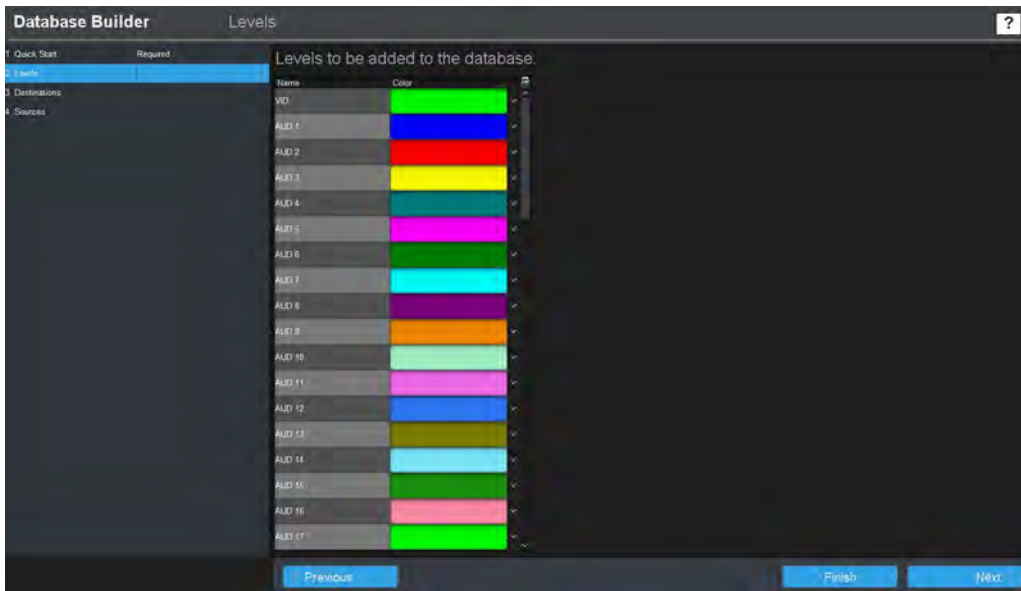 Database Builder Levels
?
1 Quick Start Required
2 Levels
3 Destinations
4 Sources
Levels to be added to the database.
Name Color
VID
AUD 1
AUD 2
AUD 3
AUD 4
AUD 5
AUD 6
AUD 7
AUD 8
AUD 9
AUD 10
AUD 11
AUD 12
AUD 13
AUD 14
AUD 15
AUD 16
AUD 17
Previous Finish Next